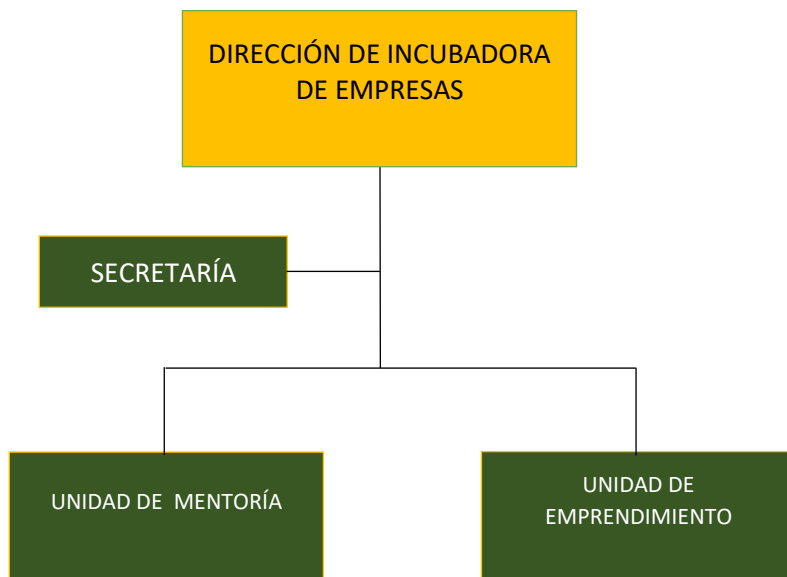 DIRECCIÓN DE INCUBADORA
DE EMPRESAS
SECRETARÍA
UNIDAD DE  MENTORÍA
UNIDAD DE
EMPRENDIMIENTO